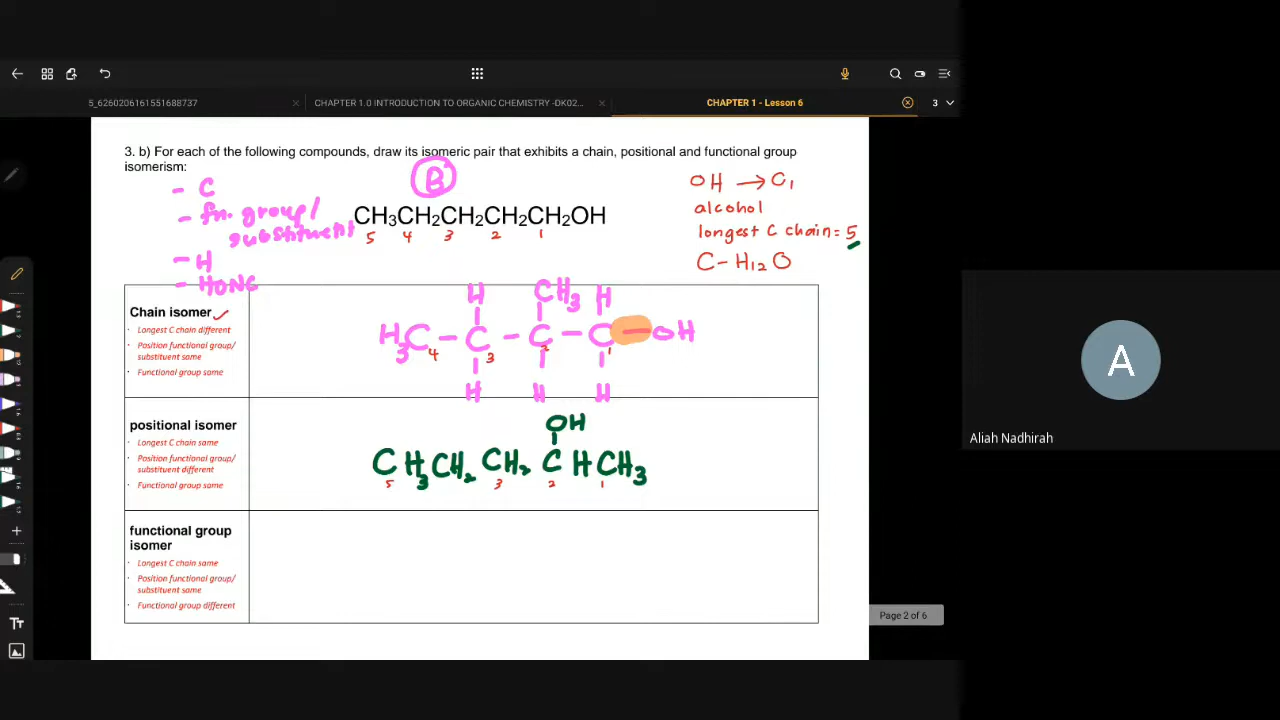 5_6260206161551688737
CHAPTER 1.0 INTRODUCTION TO ORGANIC CHEMISTRY -DK02...
CHAPTER 1 - Lesson 6
3
3. b) For each of the following compounds, draw its isomeric pair that exhibits a chain, positional and functional group
isomerism:
B
- C
- fn. group/
substituent
- H
- HONC
CH₃CH₂CH₂CH₂CH₂OH
5 4 3 2 1
OH → C₁
alcohol
longest C chain = 5
C - H₁₂ O
Chain isomer ✓
· Longest C chain different
· Position functional group/
substituent same
· Functional group same
H CH₃ H
H₃C - C - C - C - OH
4 3 2 1
H H H
positional isomer
· Longest C chain same
· Position functional group/
substituent different
· Functional group same
OH
CH₃CH₂CH₂CHCH₃
5 3 2 1
functional group
isomer
· Longest C chain same
· Position functional group/
substituent same
· Functional group different
Page 2 of 6
Tт
A
Aliah Nadhirah